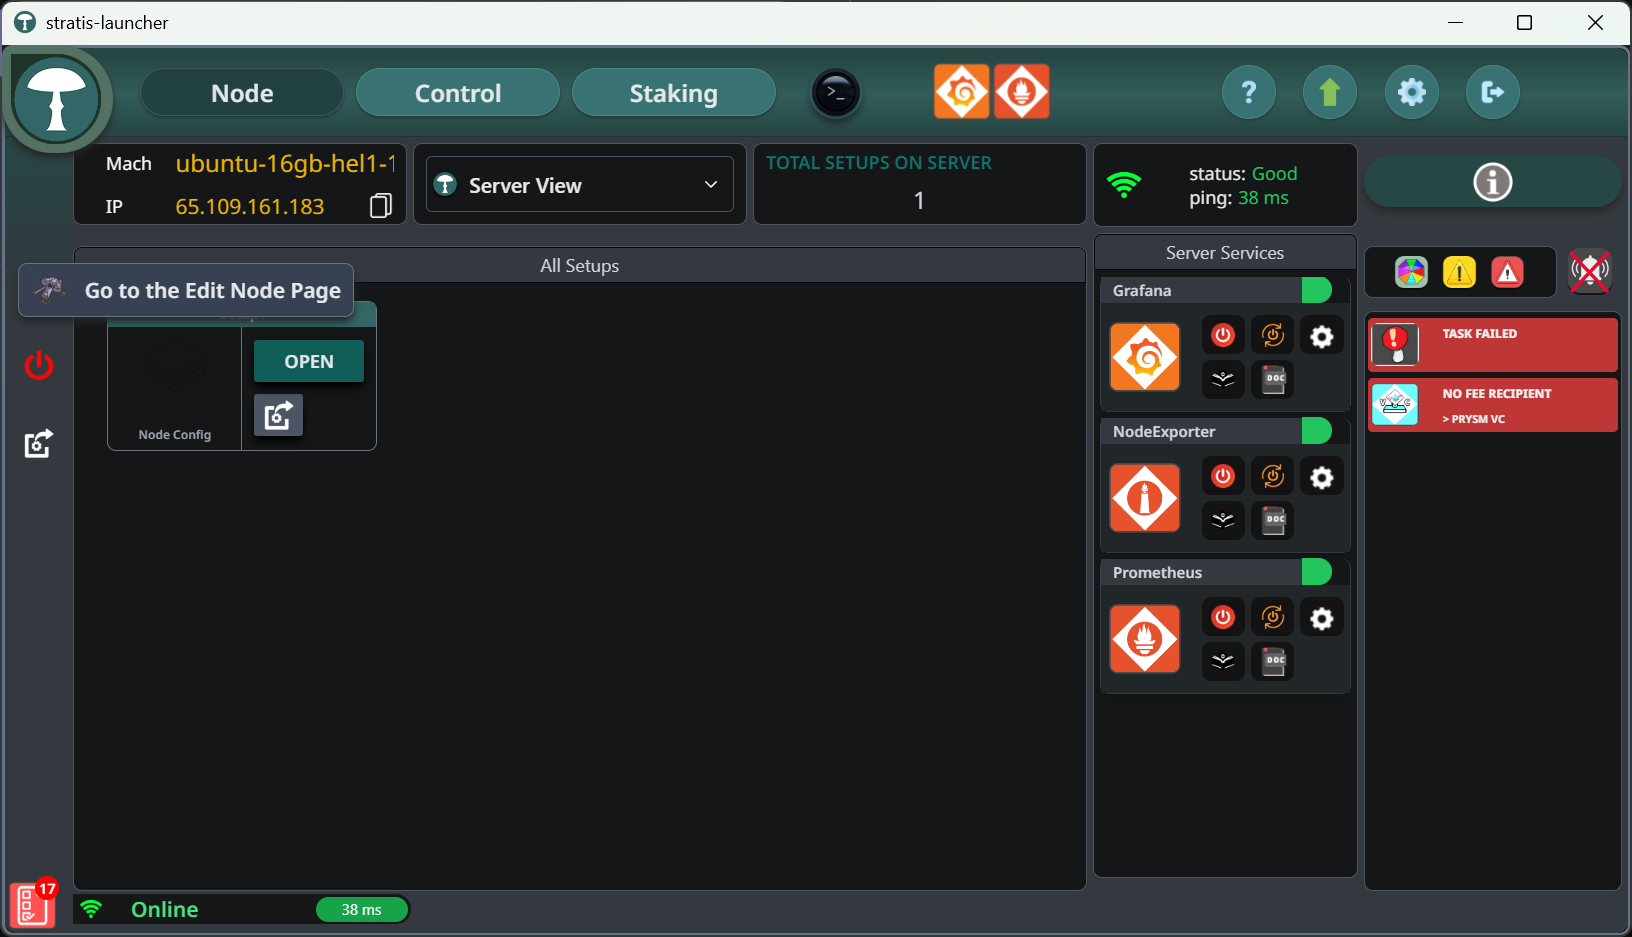 stratis-launcher
Node
Control
Staking
>_
?
Mach
ubuntu-16gb-hel1-1
IP
65.109.161.183
Server View
TOTAL SETUPS ON SERVER
1
status: Good
ping: 38 ms
All Setups
Server Services
Go to the Edit Node Page
OPEN
Node Config
Grafana
DOC
NodeExporter
DOC
Prometheus
DOC
TASK FAILED
NO FEE RECIPIENT
> PRYSM VC
17
Online
38 ms